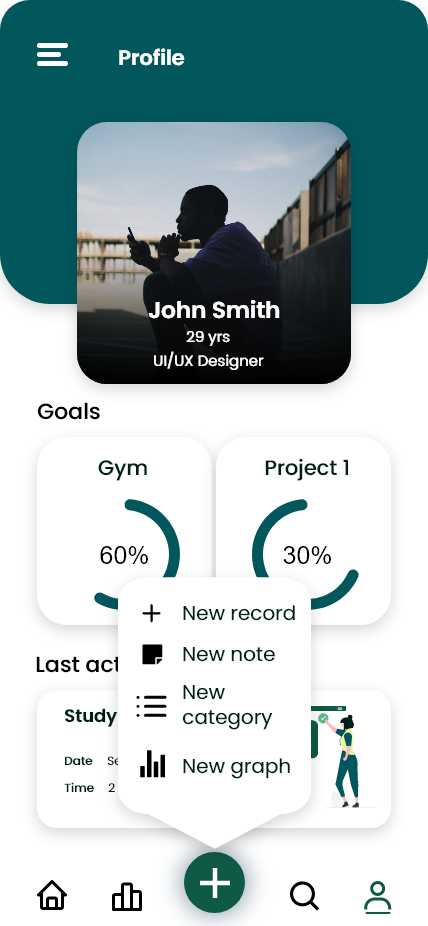 Profile
John Smith
29 yrs
UI/UX Designer
Goals
Gym
Project 1
60%
30%
New record
New note
New
category
New graph
Last act
Study
Date Se
Time 2